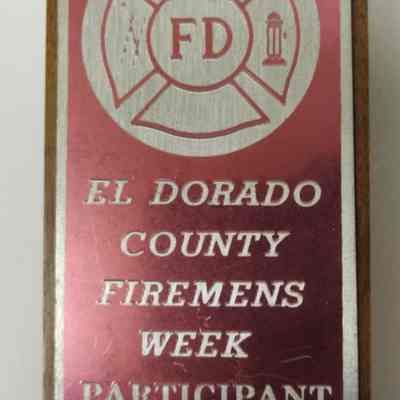 FD
EL DORADO
COUNTY
FIREMENS
WEEK
PARTICIPANT